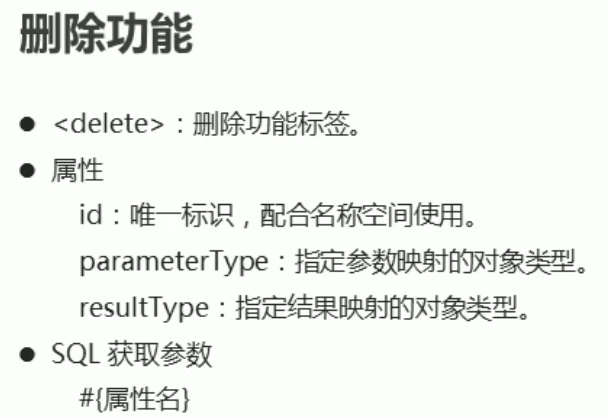 删除功能
● <delete>：删除功能标签。
● 属性
id：唯一标识，配合名称空间使用。
parameterType：指定参数映射的对象类型。
resultType：指定结果映射的对象类型。
● SQL 获取参数
#{属性名}